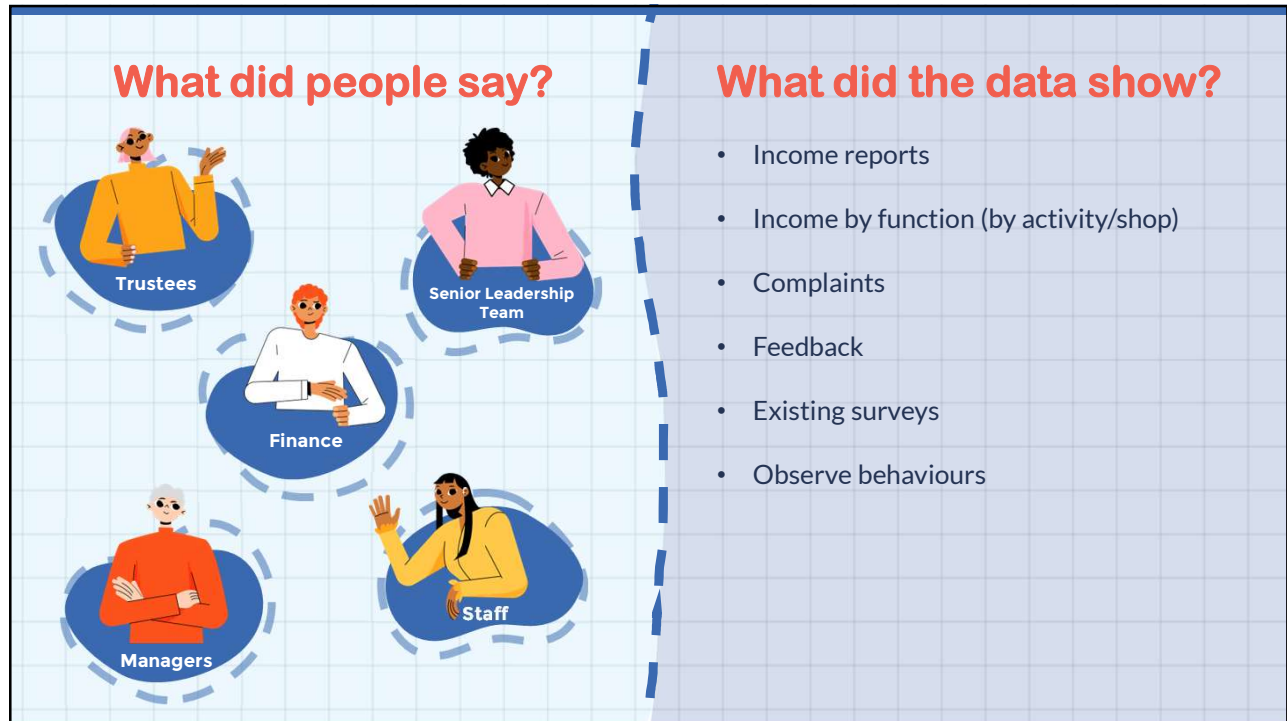 What did people say?
Trustees
Senior Leadership
Team
Finance
Managers
Staff
What did the data show?
• Income reports
• Income by function (by activity/shop)
• Complaints
• Feedback
• Existing surveys
• Observe behaviours